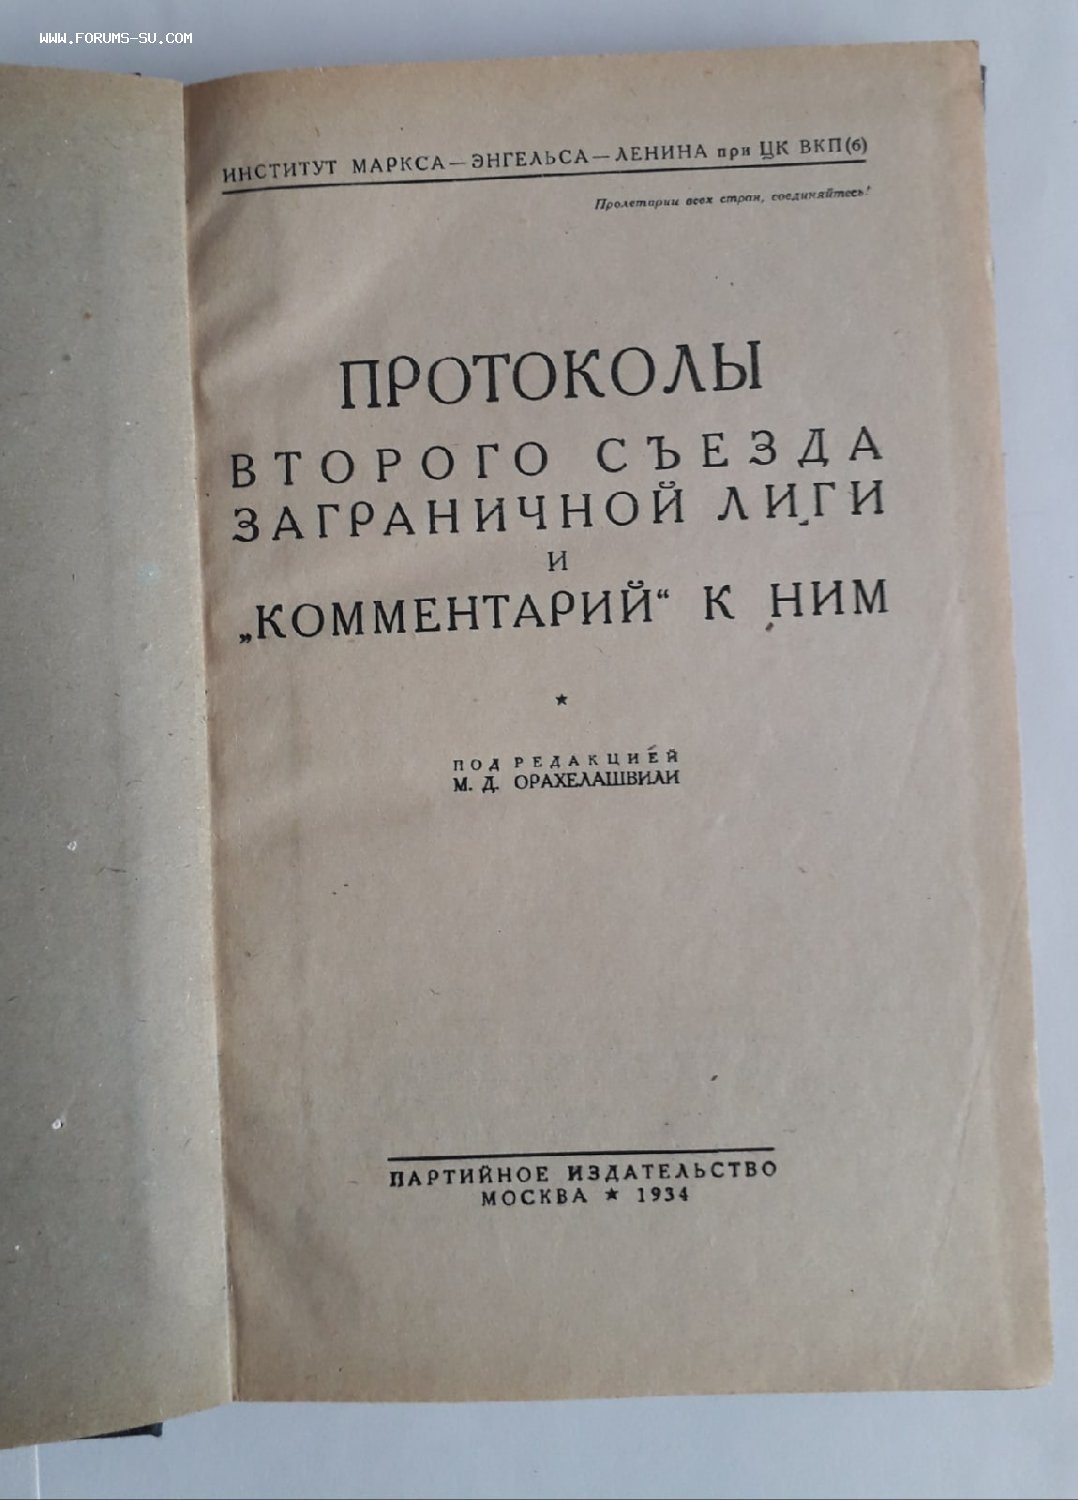 WWW.FORUMS-SU.COM
ИНСТИТУТ МАРКСА—ЭНГЕЛЬСА—ЛЕНИНА при ЦК ВКП(б)
Пролетарии всех стран, соединяйтесь!
ПРОТОКОЛЫ
ВТОРОГО СЪЕЗДА
ЗАГРАНИЧНОЙ ЛИГИ
И
„КОММЕНТАРИЙ“ К НИМ
★
ПОД РЕДАКЦИЕЙ
М. Д. ОРАХЕЛАШВИЛИ
ПАРТИЙНОЕ ИЗДАТЕЛЬСТВО
МОСКВА ★ 1934